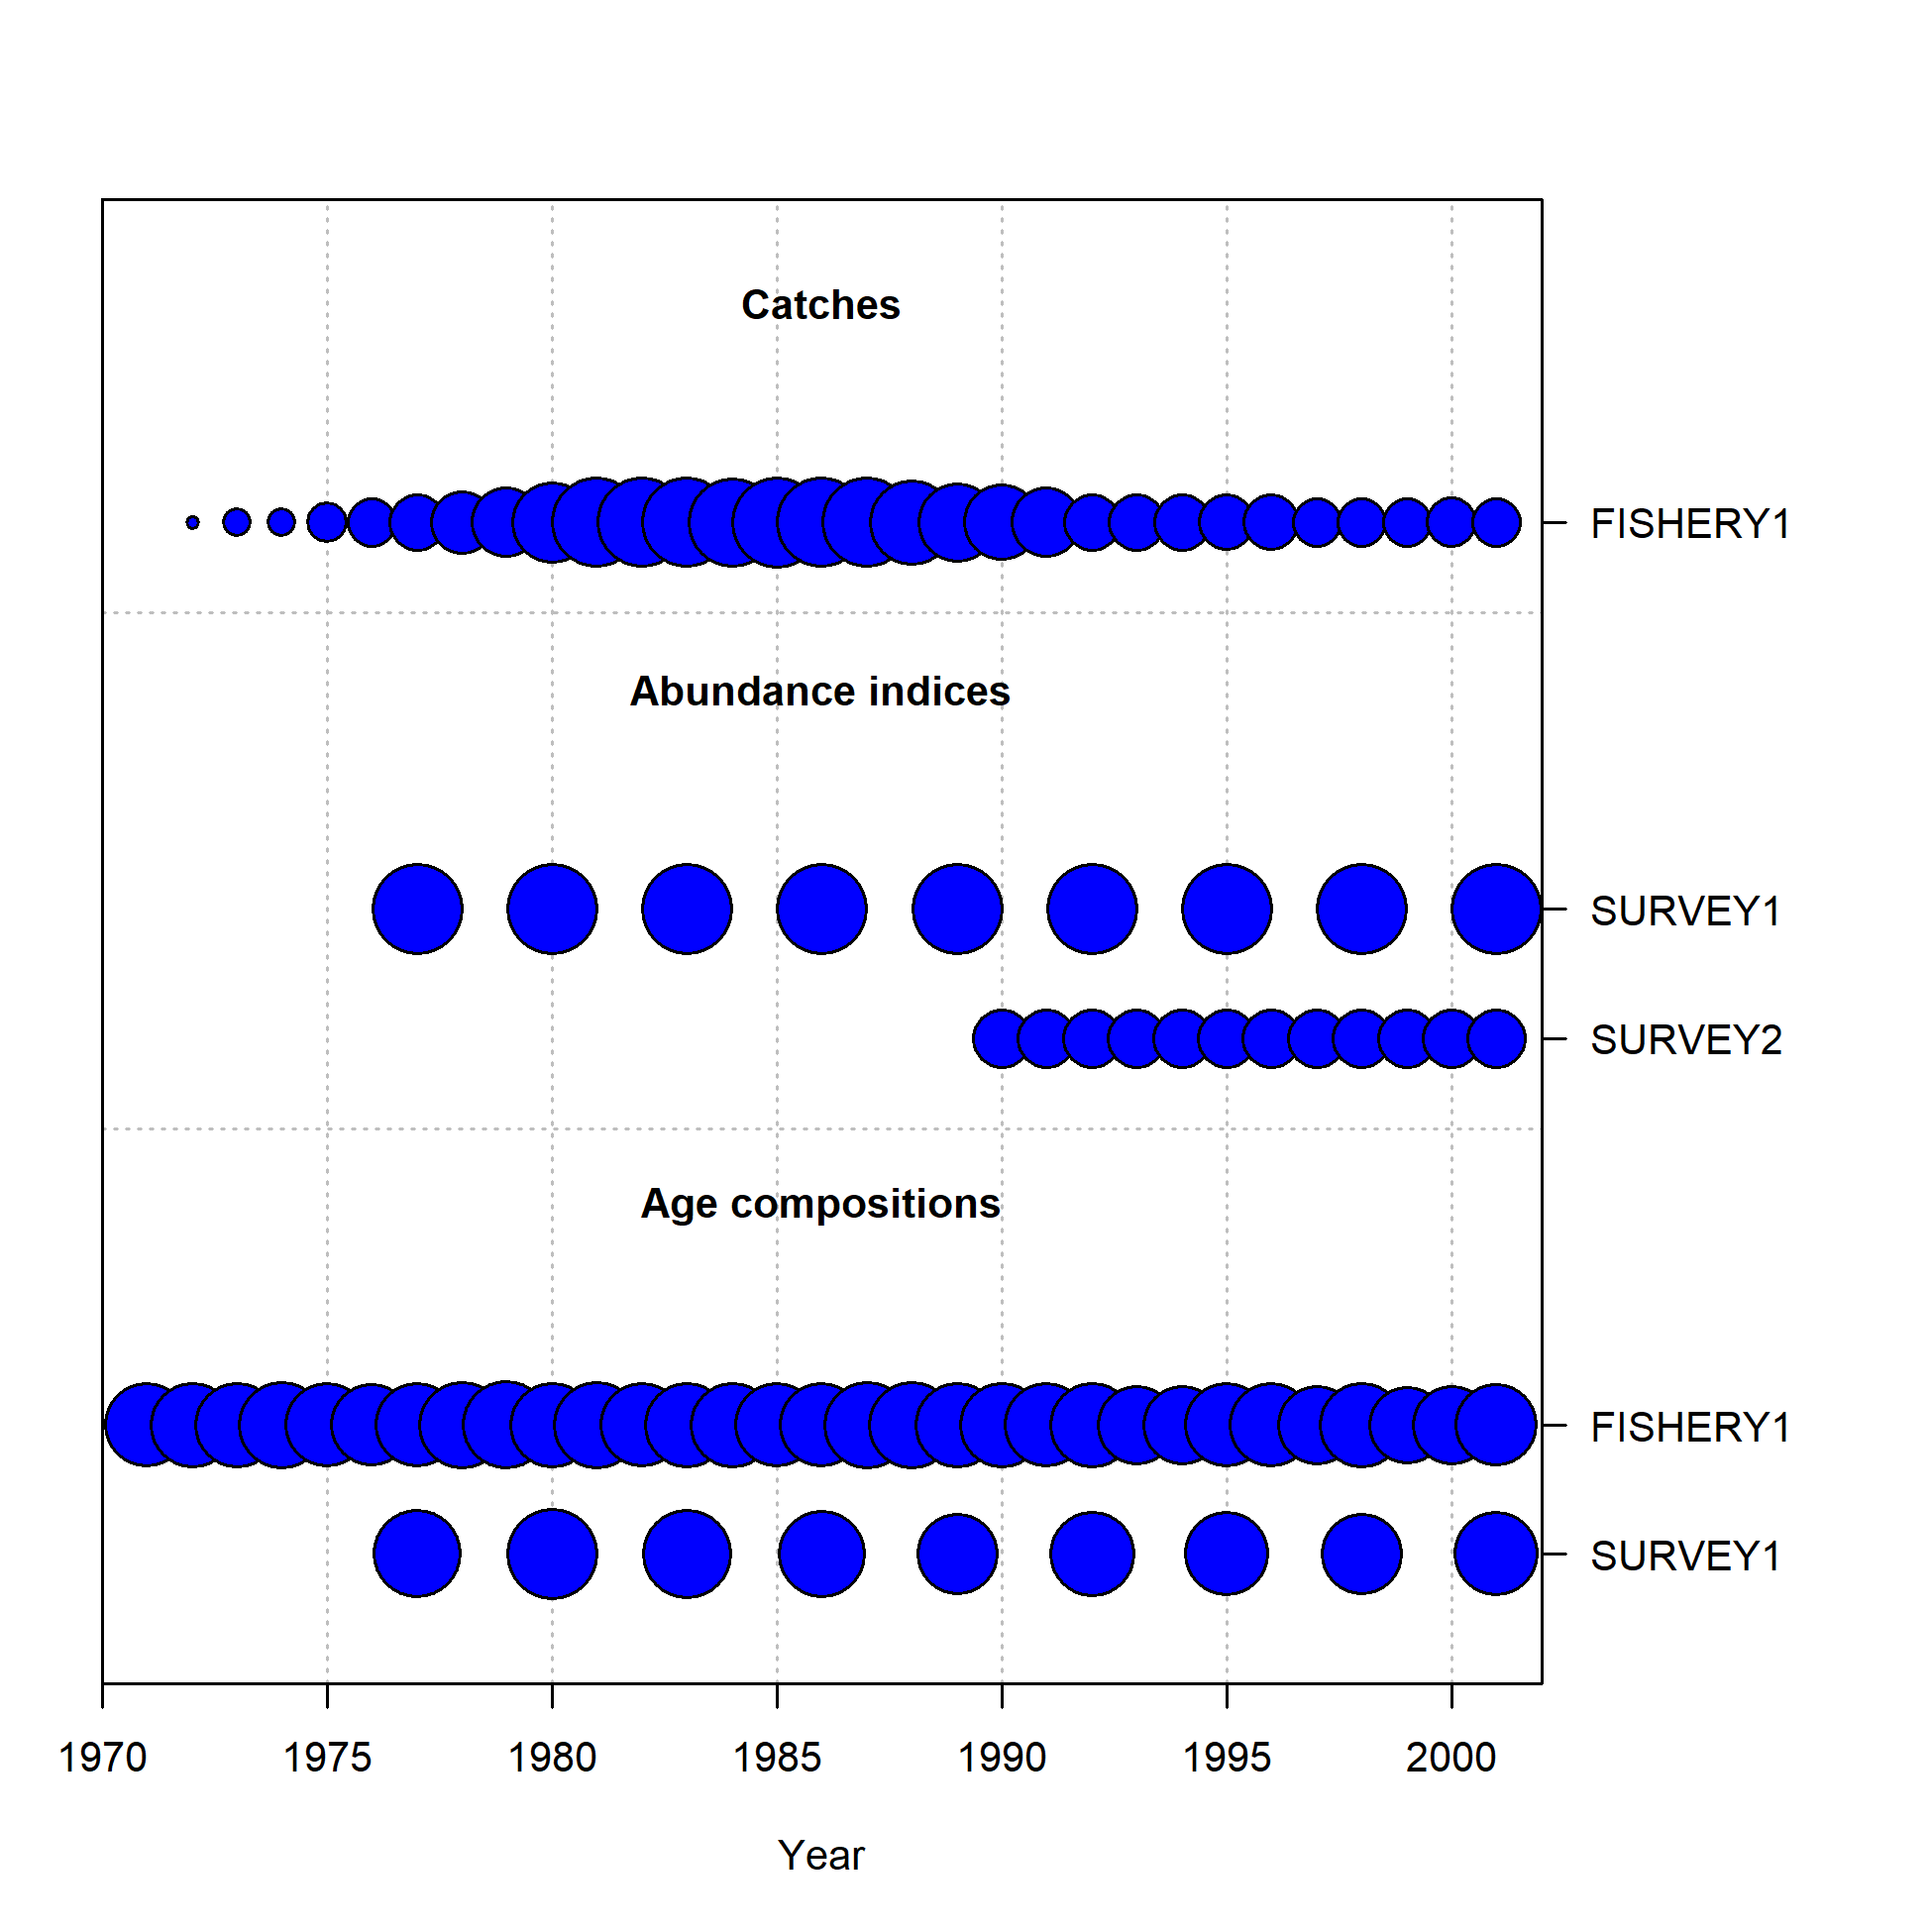 Catches
FISHERY1
Abundance indices
SURVEY1
SURVEY2
Age compositions
FISHERY1
SURVEY1
1970 1975 1980 1985 1990 1995 2000
Year